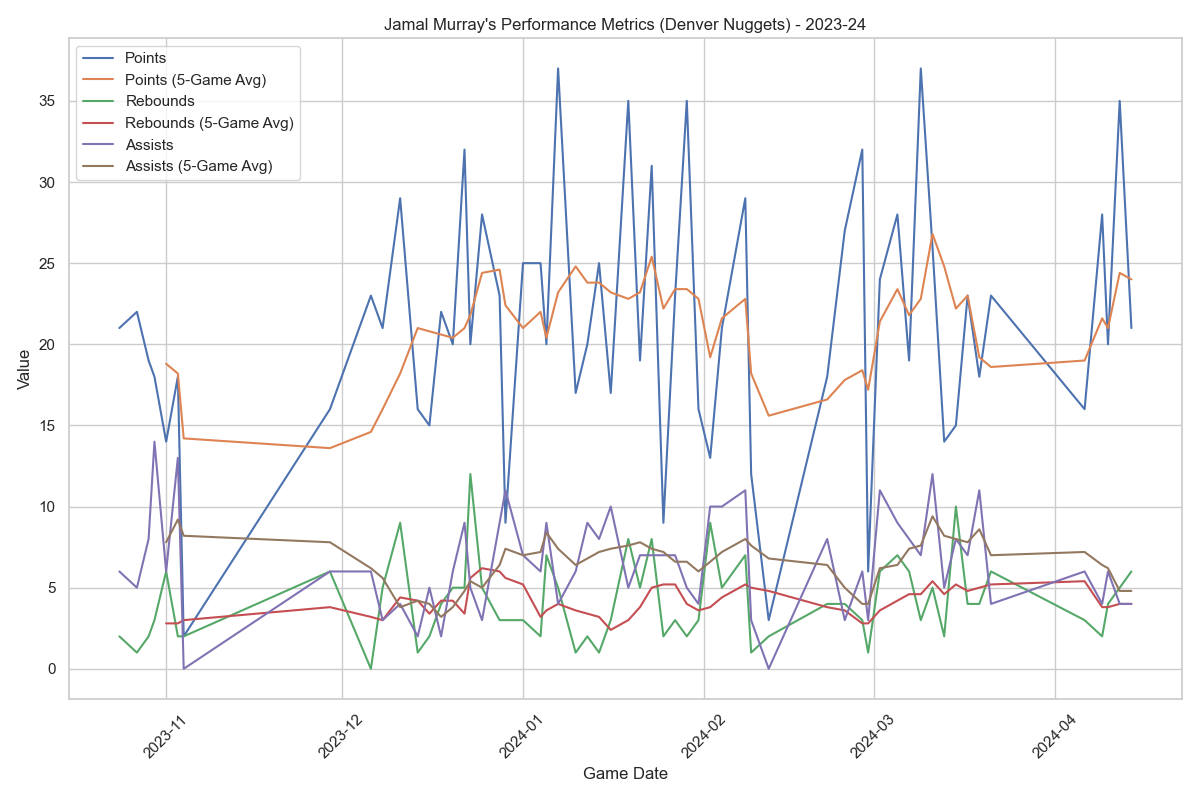 Jamal Murray's Performance Metrics (Denver Nuggets) - 2023-24
Points
Points (5-Game Avg)
Rebounds
Rebounds (5-Game Avg)
Assists
Assists (5-Game Avg)
35
30
25
20
15
10
5
0
Value
2023-11
2023-12
2024-01
2024-02
2024-03
2024-04
Game Date